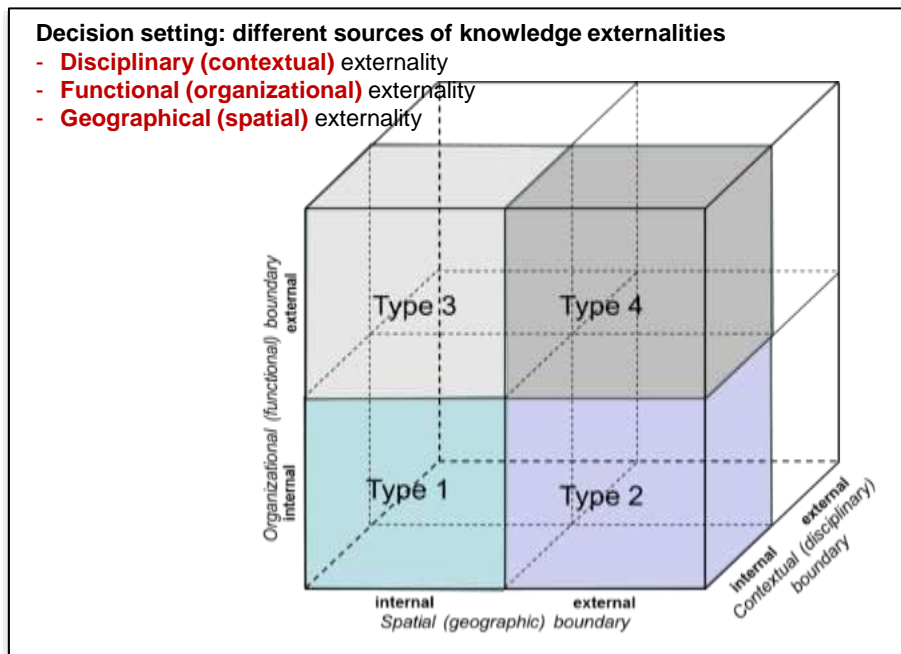 Decision setting: different sources of knowledge externalities
- Disciplinary (contextual) externality
- Functional (organizational) externality
- Geographical (spatial) externality
Type 3
Type 4
Type 1
Type 2
Organizational (functional) boundary
external
internal
internal
external
Spatial (geographic) boundary
internal
external
Contextual (disciplinary)
boundary